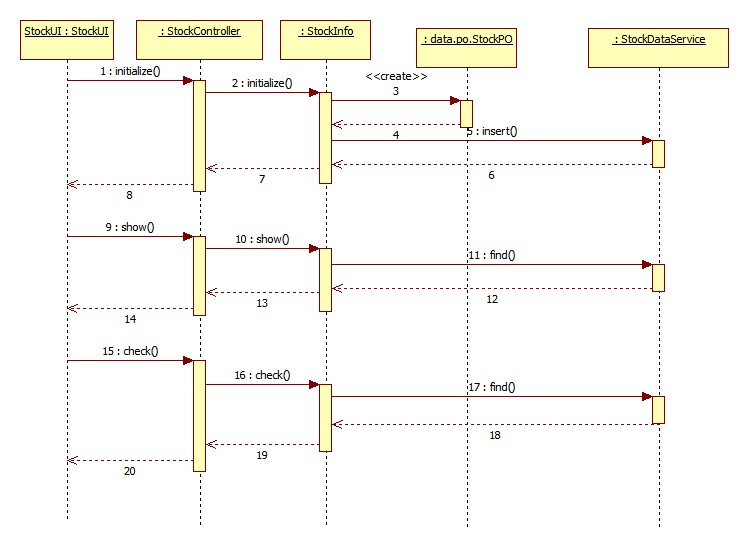 StockUI : StockUI
: StockController
: StockInfo
: data.po.StockPO
: StockDataService
1 : initialize()
2 : initialize()
<<create>>
3
4
5 : insert()
6
7
8
9 : show()
10 : show()
11 : find()
12
13
14
15 : check()
16 : check()
17 : find()
18
19
20